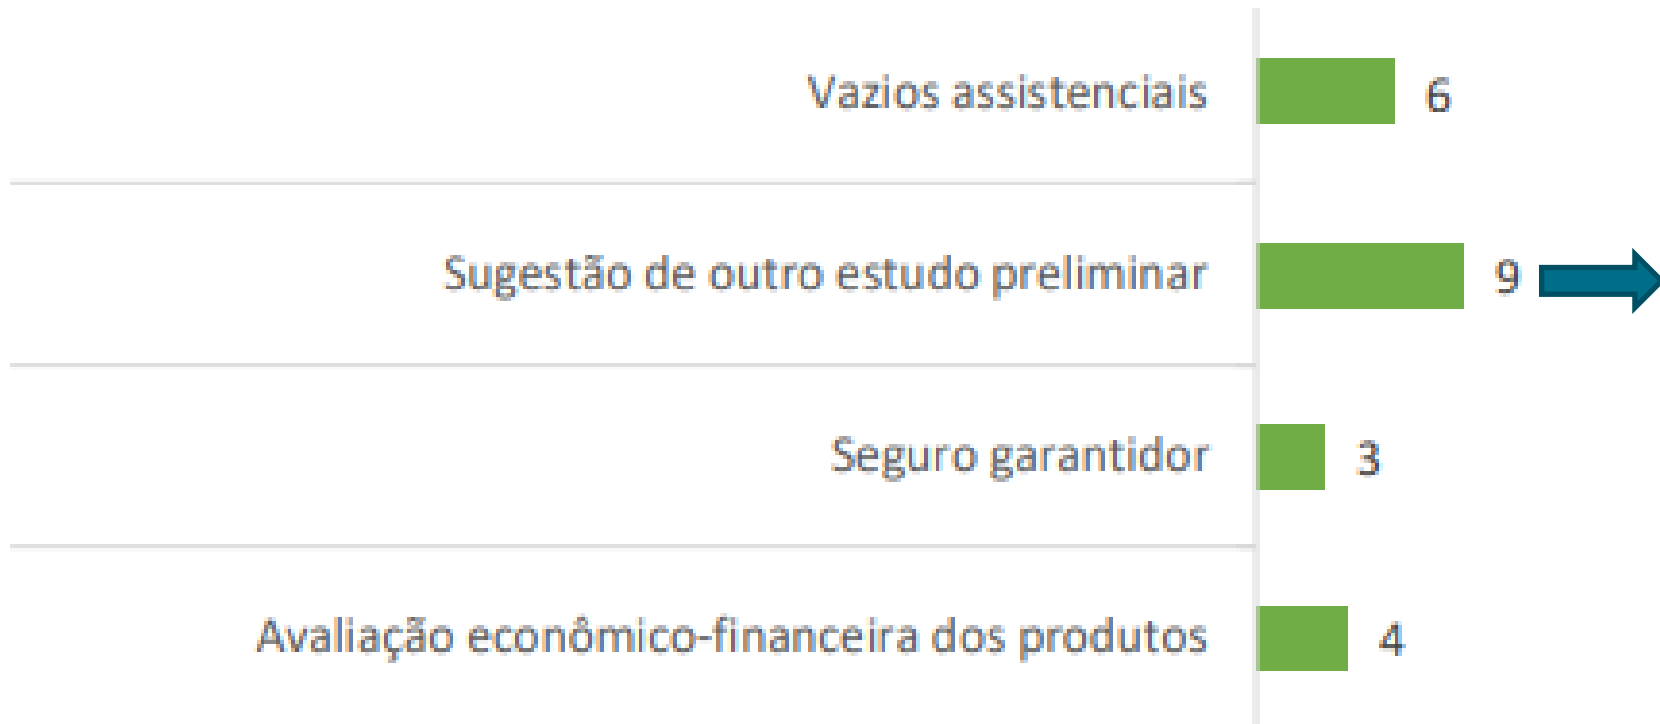 Vazios assistenciais 6
Sugestão de outro estudo preliminar 9
Seguro garantidor 3
Avaliação econômico-financeira dos produtos 4